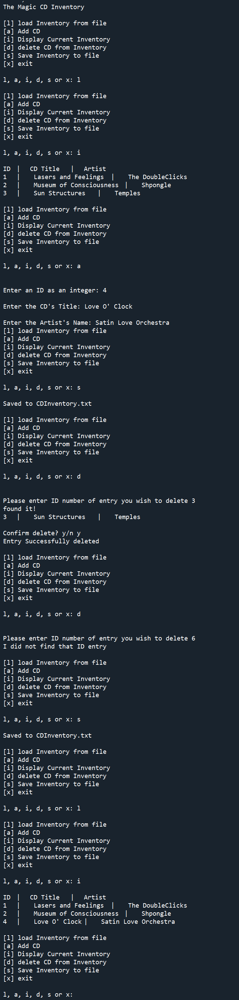 The Magic CD Inventory
[l] load Inventory from file
[a] Add CD
[i] Display Current Inventory
[d] delete CD from Inventory
[s] Save Inventory to file
[x] exit
l, a, i, d, s or x: l
[l] load Inventory from file
[a] Add CD
[i] Display Current Inventory
[d] delete CD from Inventory
[s] Save Inventory to file
[x] exit
l, a, i, d, s or x: i
ID | CD Title | Artist
1 | Lasers and Feelings | The DoubleClicks
2 | Museum of Consciousness | Shpongle
3 | Sun Structures | Temples
[l] load Inventory from file
[a] Add CD
[i] Display Current Inventory
[d] delete CD from Inventory
[s] Save Inventory to file
[x] exit
l, a, i, d, s or x: a
Enter an ID as an integer: 4
Enter the CD's Title: Love O' Clock
Enter the Artist's Name: Satin Love Orchestra
[l] load Inventory from file
[a] Add CD
[i] Display Current Inventory
[d] delete CD from Inventory
[s] Save Inventory to file
[x] exit
l, a, i, d, s or x: s
Saved to CDInventory.txt
[l] load Inventory from file
[a] Add CD
[i] Display Current Inventory
[d] delete CD from Inventory
[s] Save Inventory to file
[x] exit
l, a, i, d, s or x: d
Please enter ID number of entry you wish to delete 3
found it!
3 | Sun Structures | Temples
Confirm delete? y/n y
Entry Successfully deleted
[l] load Inventory from file
[a] Add CD
[i] Display Current Inventory
[d] delete CD from Inventory
[s] Save Inventory to file
[x] exit
l, a, i, d, s or x: d
Please enter ID number of entry you wish to delete 6
I did not find that ID entry
[l] load Inventory from file
[a] Add CD
[i] Display Current Inventory
[d] delete CD from Inventory
[s] Save Inventory to file
[x] exit
l, a, i, d, s or x: s
Saved to CDInventory.txt
[l] load Inventory from file
[a] Add CD
[i] Display Current Inventory
[d] delete CD from Inventory
[s] Save Inventory to file
[x] exit
l, a, i, d, s or x: l
[l] load Inventory from file
[a] Add CD
[i] Display Current Inventory
[d] delete CD from Inventory
[s] Save Inventory to file
[x] exit
l, a, i, d, s or x: i
ID | CD Title | Artist
1 | Lasers and Feelings | The DoubleClicks
2 | Museum of Consciousness | Shpongle
4 | Love O' Clock | Satin Love Orchestra
[l] load Inventory from file
[a] Add CD
[i] Display Current Inventory
[d] delete CD from Inventory
[s] Save Inventory to file
[x] exit
l, a, i, d, s or x: